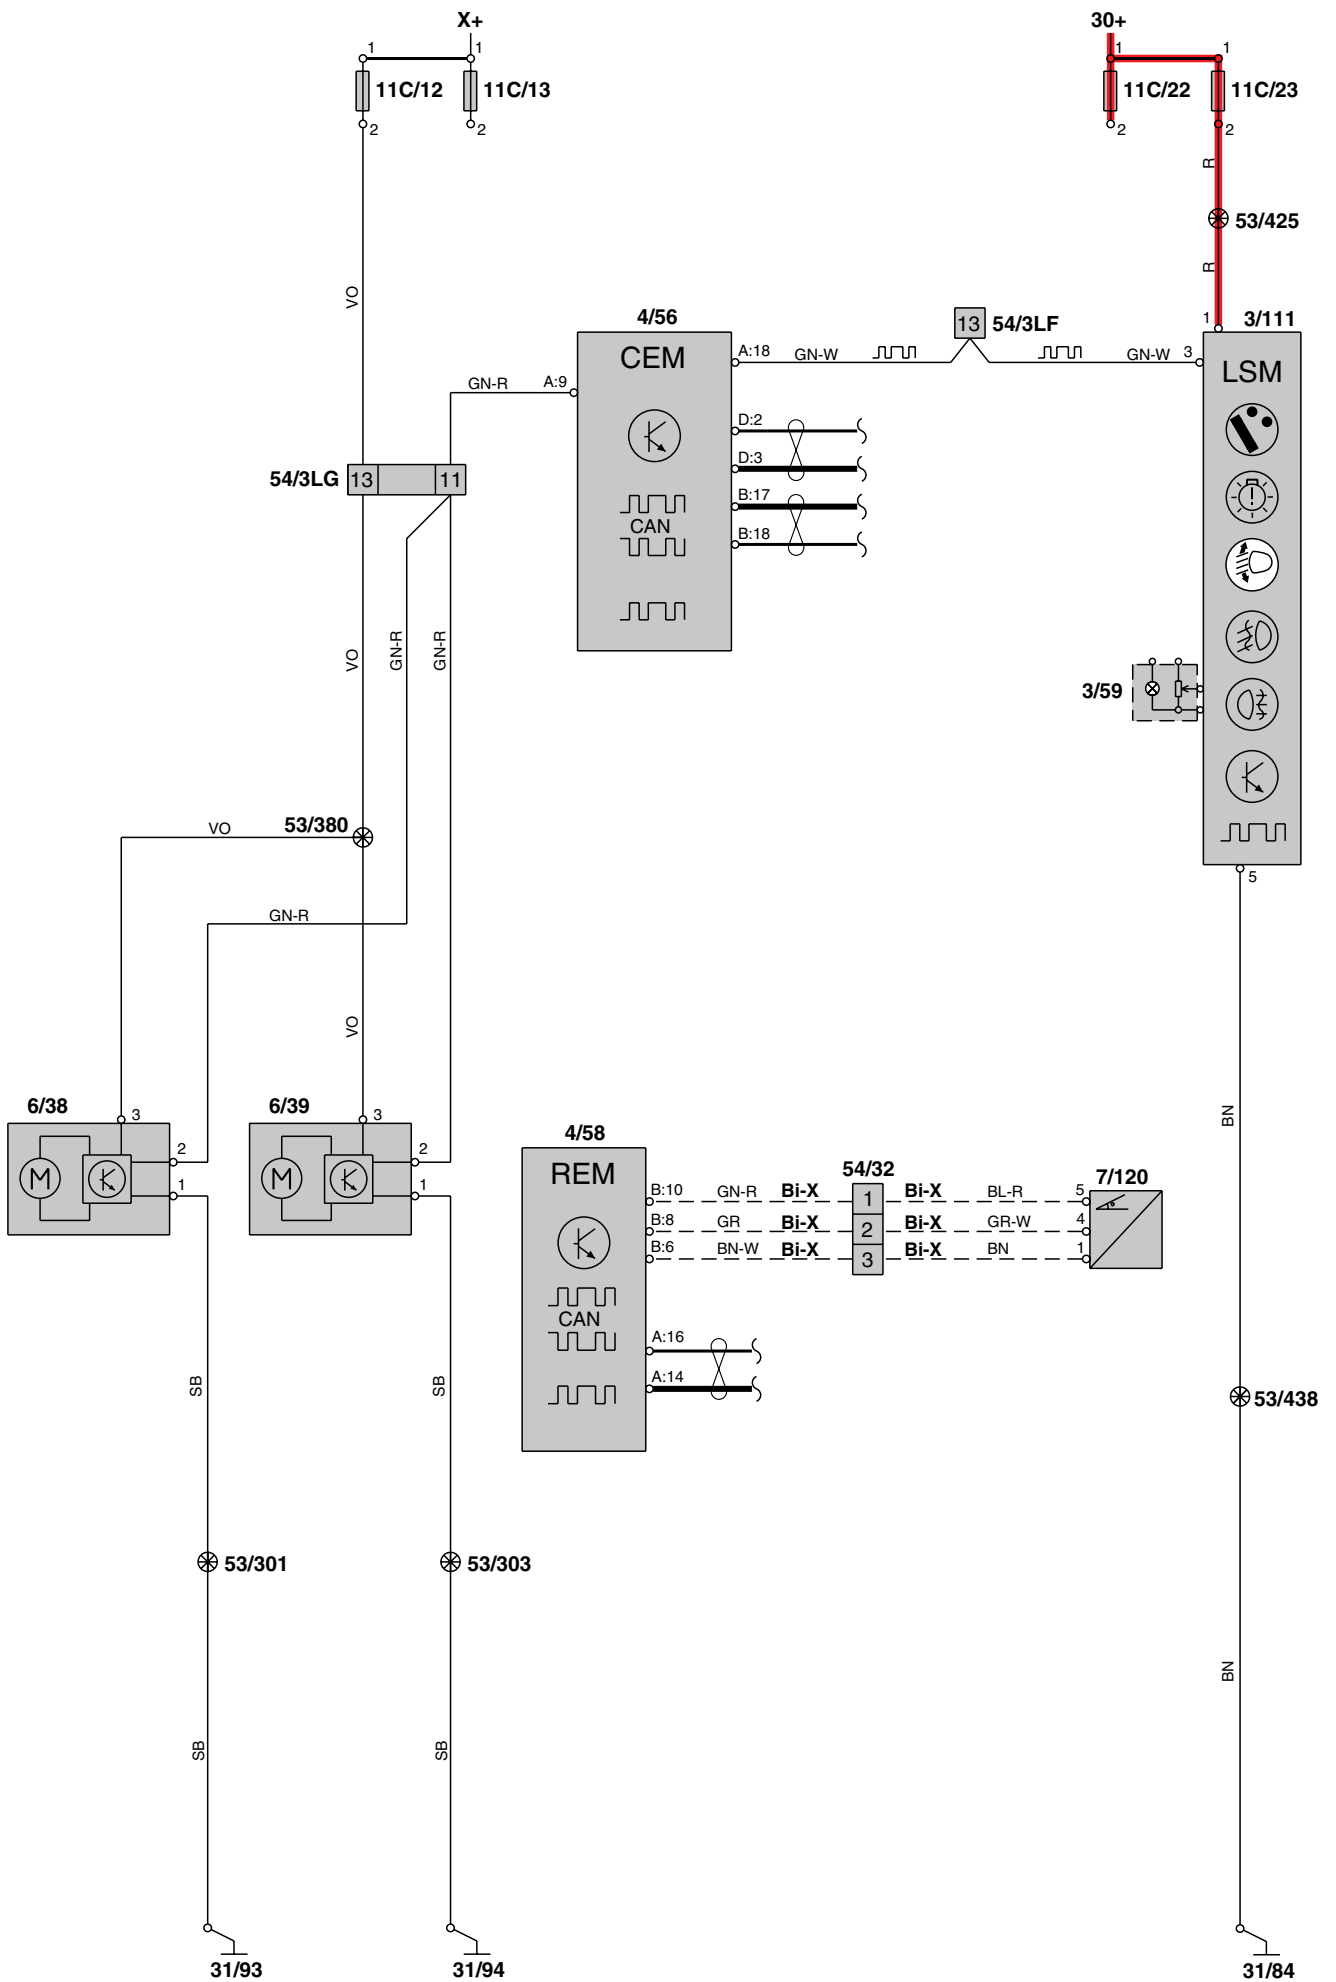 X+ 30+
1 1 1 1
11C/12 11C/13 11C/22 11C/23
2 2 2 2
R
53/425
R
VO
4/56 54/3LF 13 1 3/111
CEM A:18 GN-W GN-W 3 LSM
GN-R A:9
D:2
D:3
54/3LG 13 11
B:17
CAN
B:18
VO GN-R GN-R
3/59
VO 53/380
5
GN-R
VO
6/38 3 6/39 3
BN
M 2 M 2
1 1
4/58
REM 54/32 7/120
B:10 GN-R Bi-X 1 Bi-X BL-R 5
B:8 GR Bi-X 2 Bi-X GR-W 4
B:6 BN-W Bi-X 3 Bi-X BN 1
CAN
A:16
A:14
SB SB
53/438
53/301 53/303
BN
SB SB
31/93 31/94 31/84